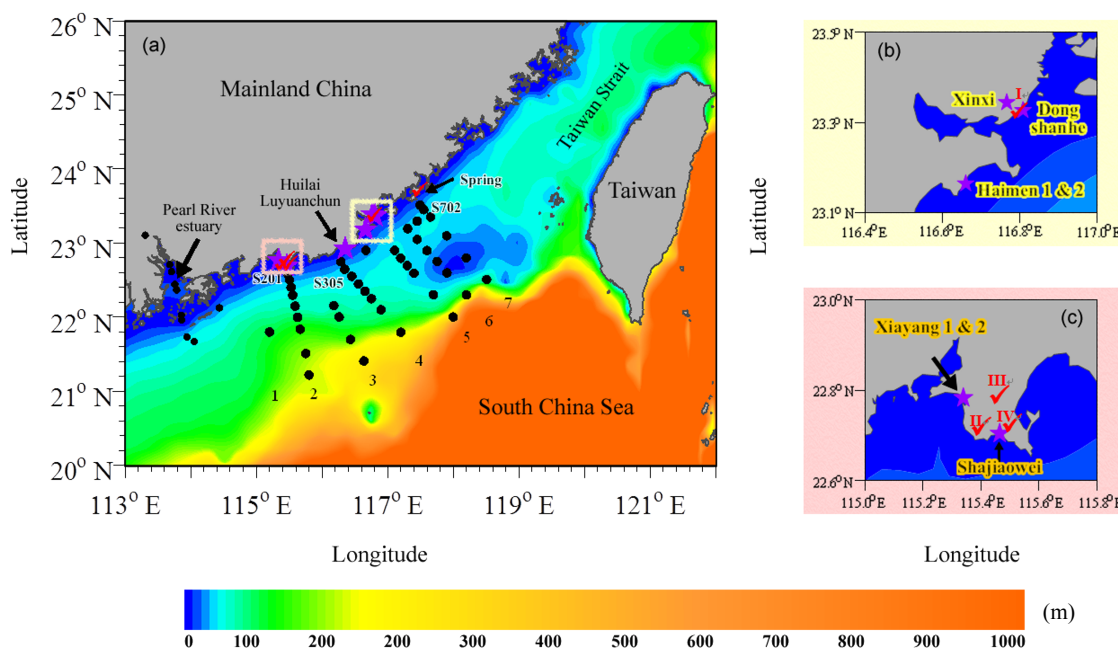 (a)
26° N
25° N
24° N
23° N
22° N
21° N
20° N
Latitude
Mainland China
Taiwan Strait
Taiwan
Huilai
Luyuanchun
Spring
S702
Pearl River
estuary
S201
S305
1
2
3
4
5
6
7
South China Sea
113° E
115° E
117° E
119° E
121° E
Longitude
(b)
23.9° N
23.3° N
23.1° N
Latitude
Xinxi
I
Dong
shanhe
Haimen 1 & 2
116.4°E
116.6°E
116.8°E
117.0°E
(c)
23.0° N
22.8° N
22.6° N
Latitude
Xiayang 1 & 2
III
II
IV
Shajiaowei
115.0°E
115.2°E
115.4°E
115.6°E
115.8°E
Longitude
(m)
0
100
200
300
400
500
600
700
800
900
1000